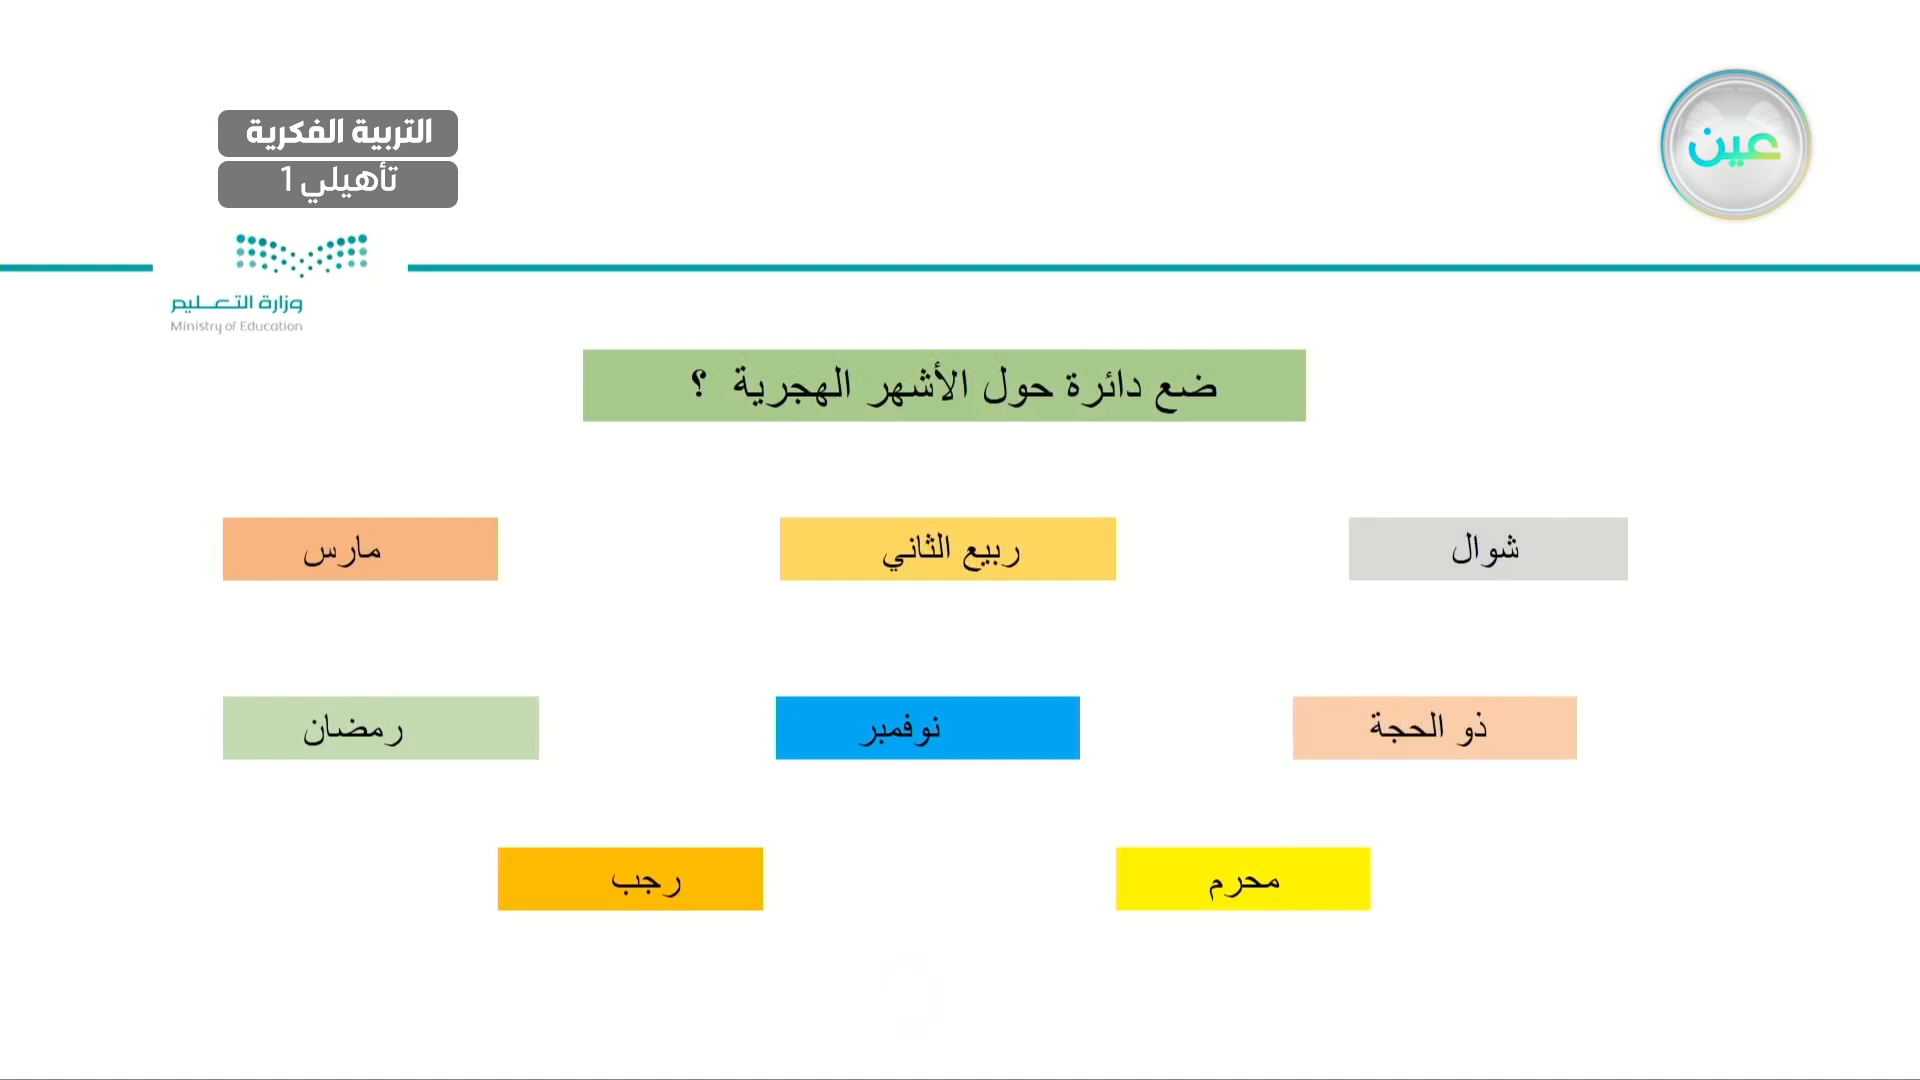 عين
التربية الفكرية
تأهيلي 1
وزارة التعليم
Ministry of Education
ضع دائرة حول الأشهر الهجرية ؟
شوال
ربيع الثاني
مارس
ذو الحجة
نوفمبر
رمضان
محرم
رجب